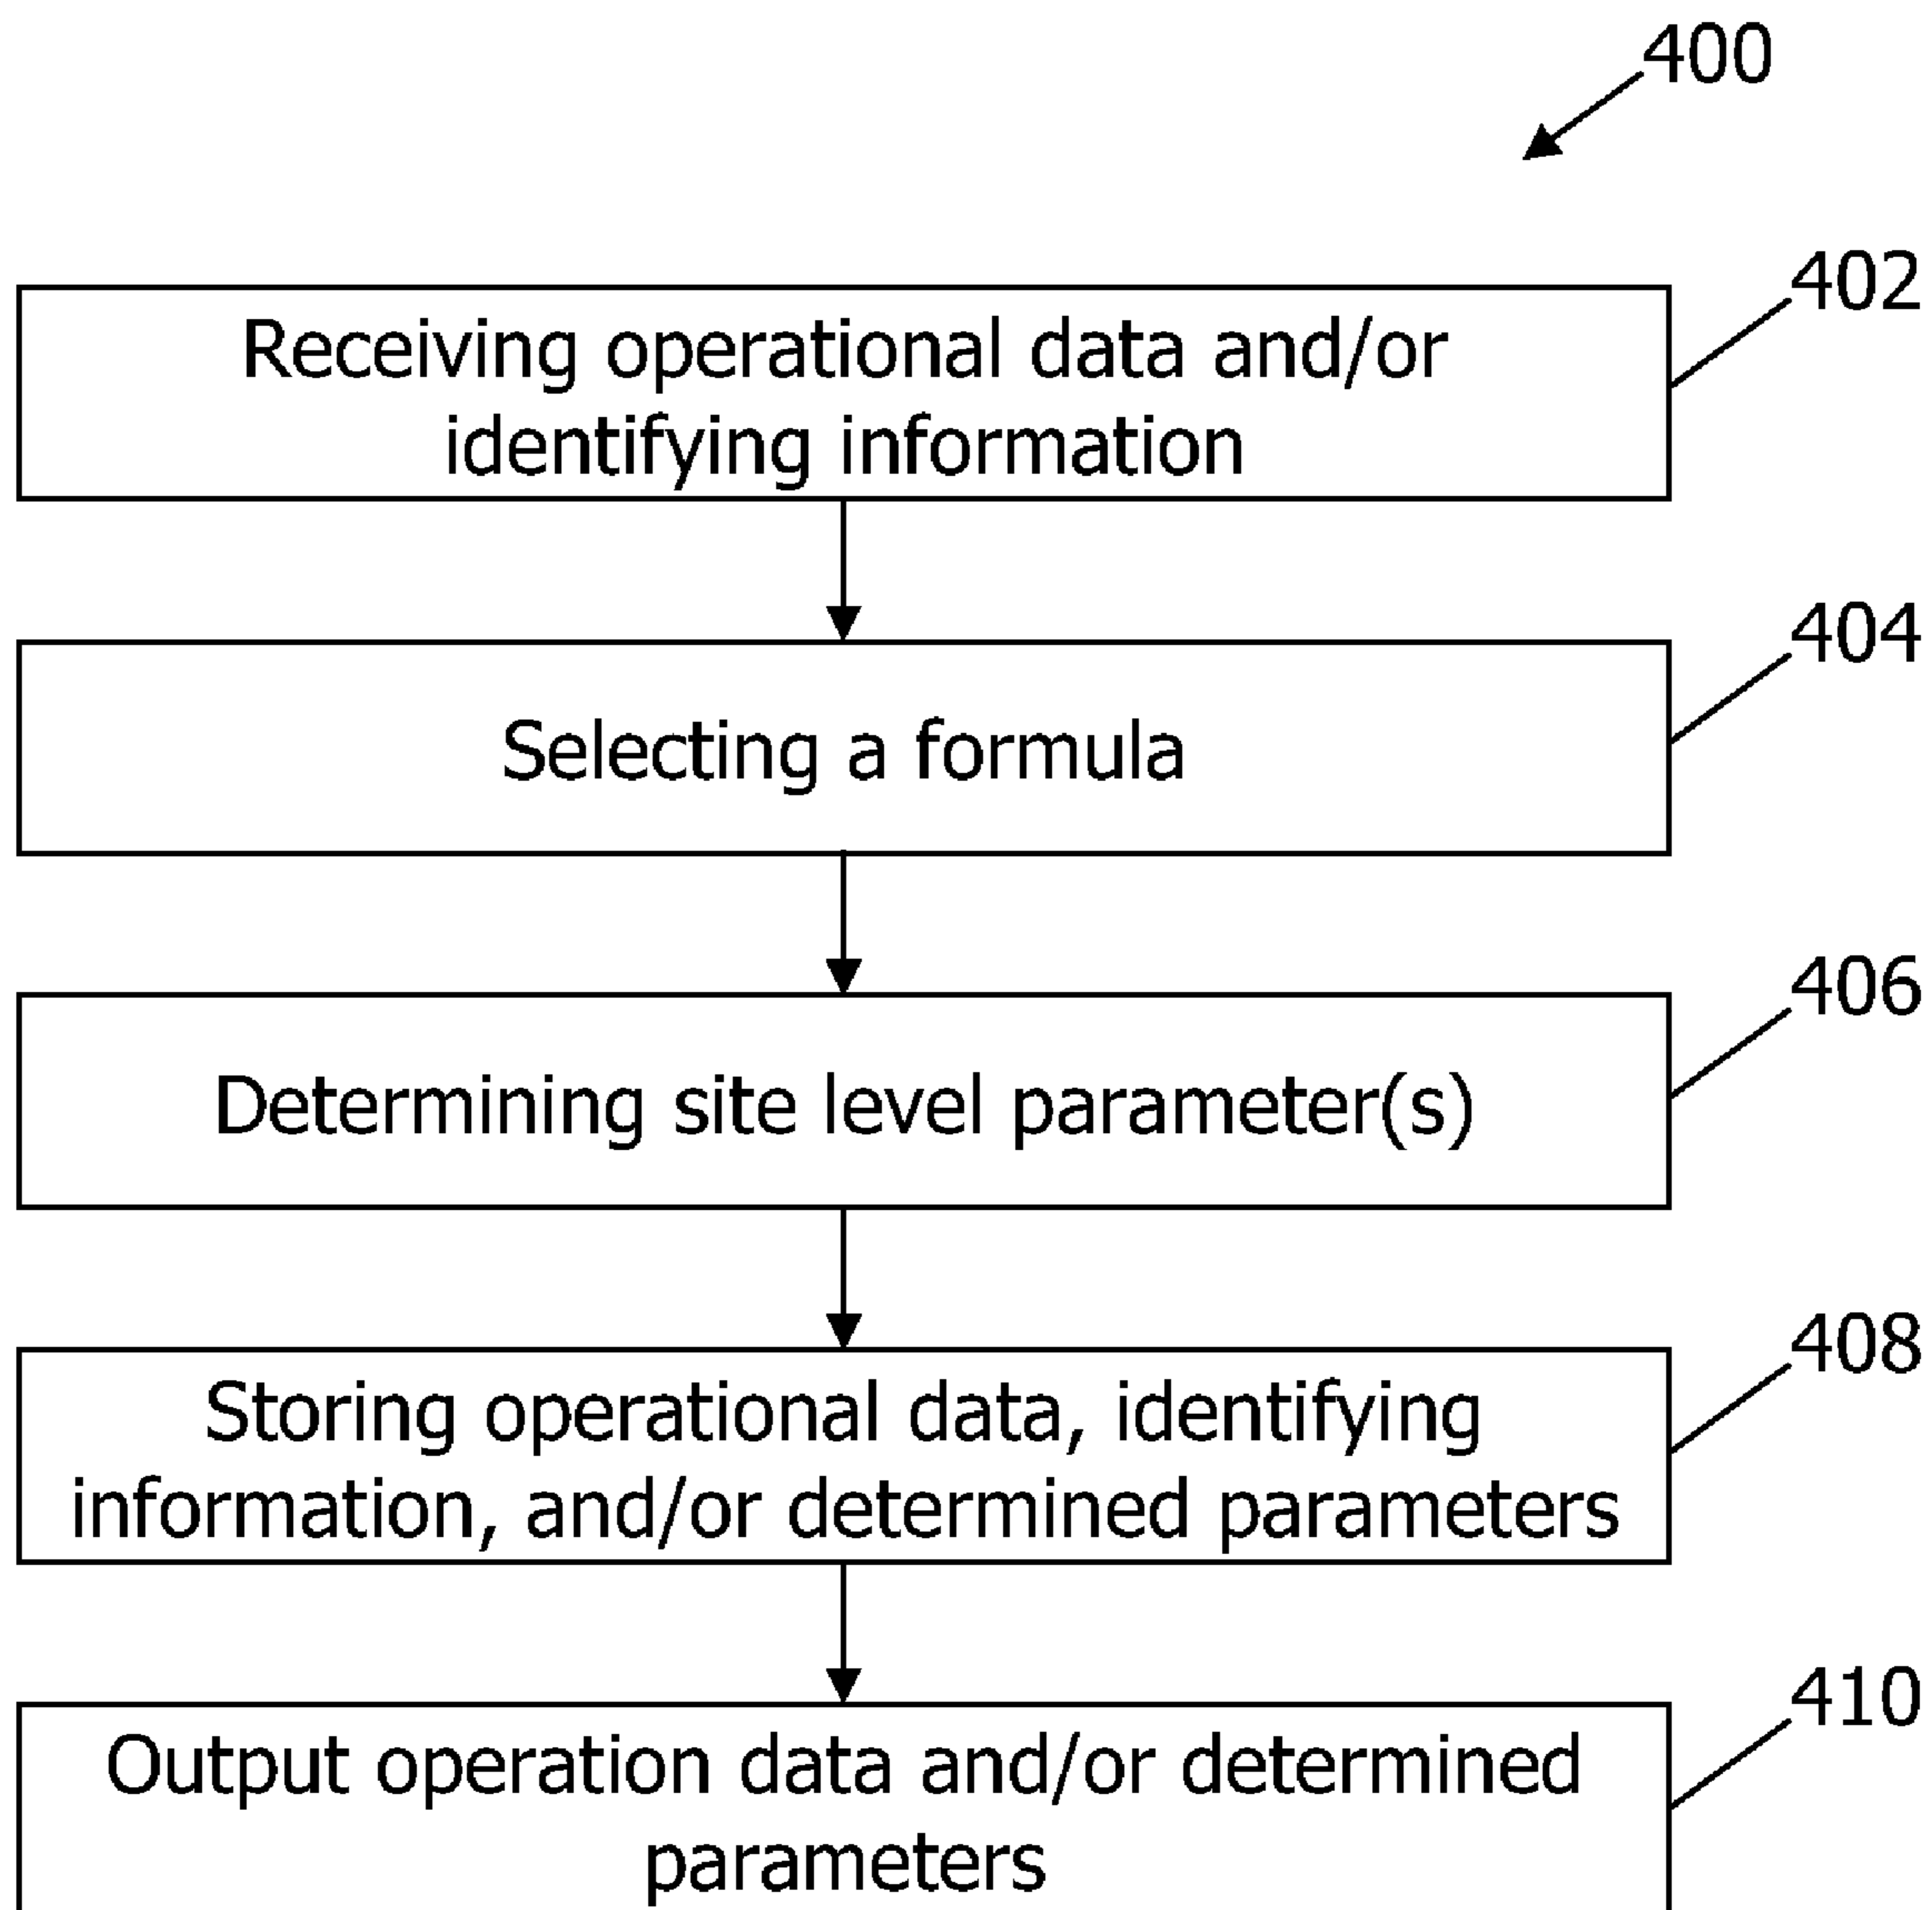 400
402
Receiving operational data and/or
identifying information
404
Selecting a formula
406
Determining site level parameter(s)
408
Storing operational data, identifying
information, and/or determined parameters
410
Output operation data and/or determined
parameters